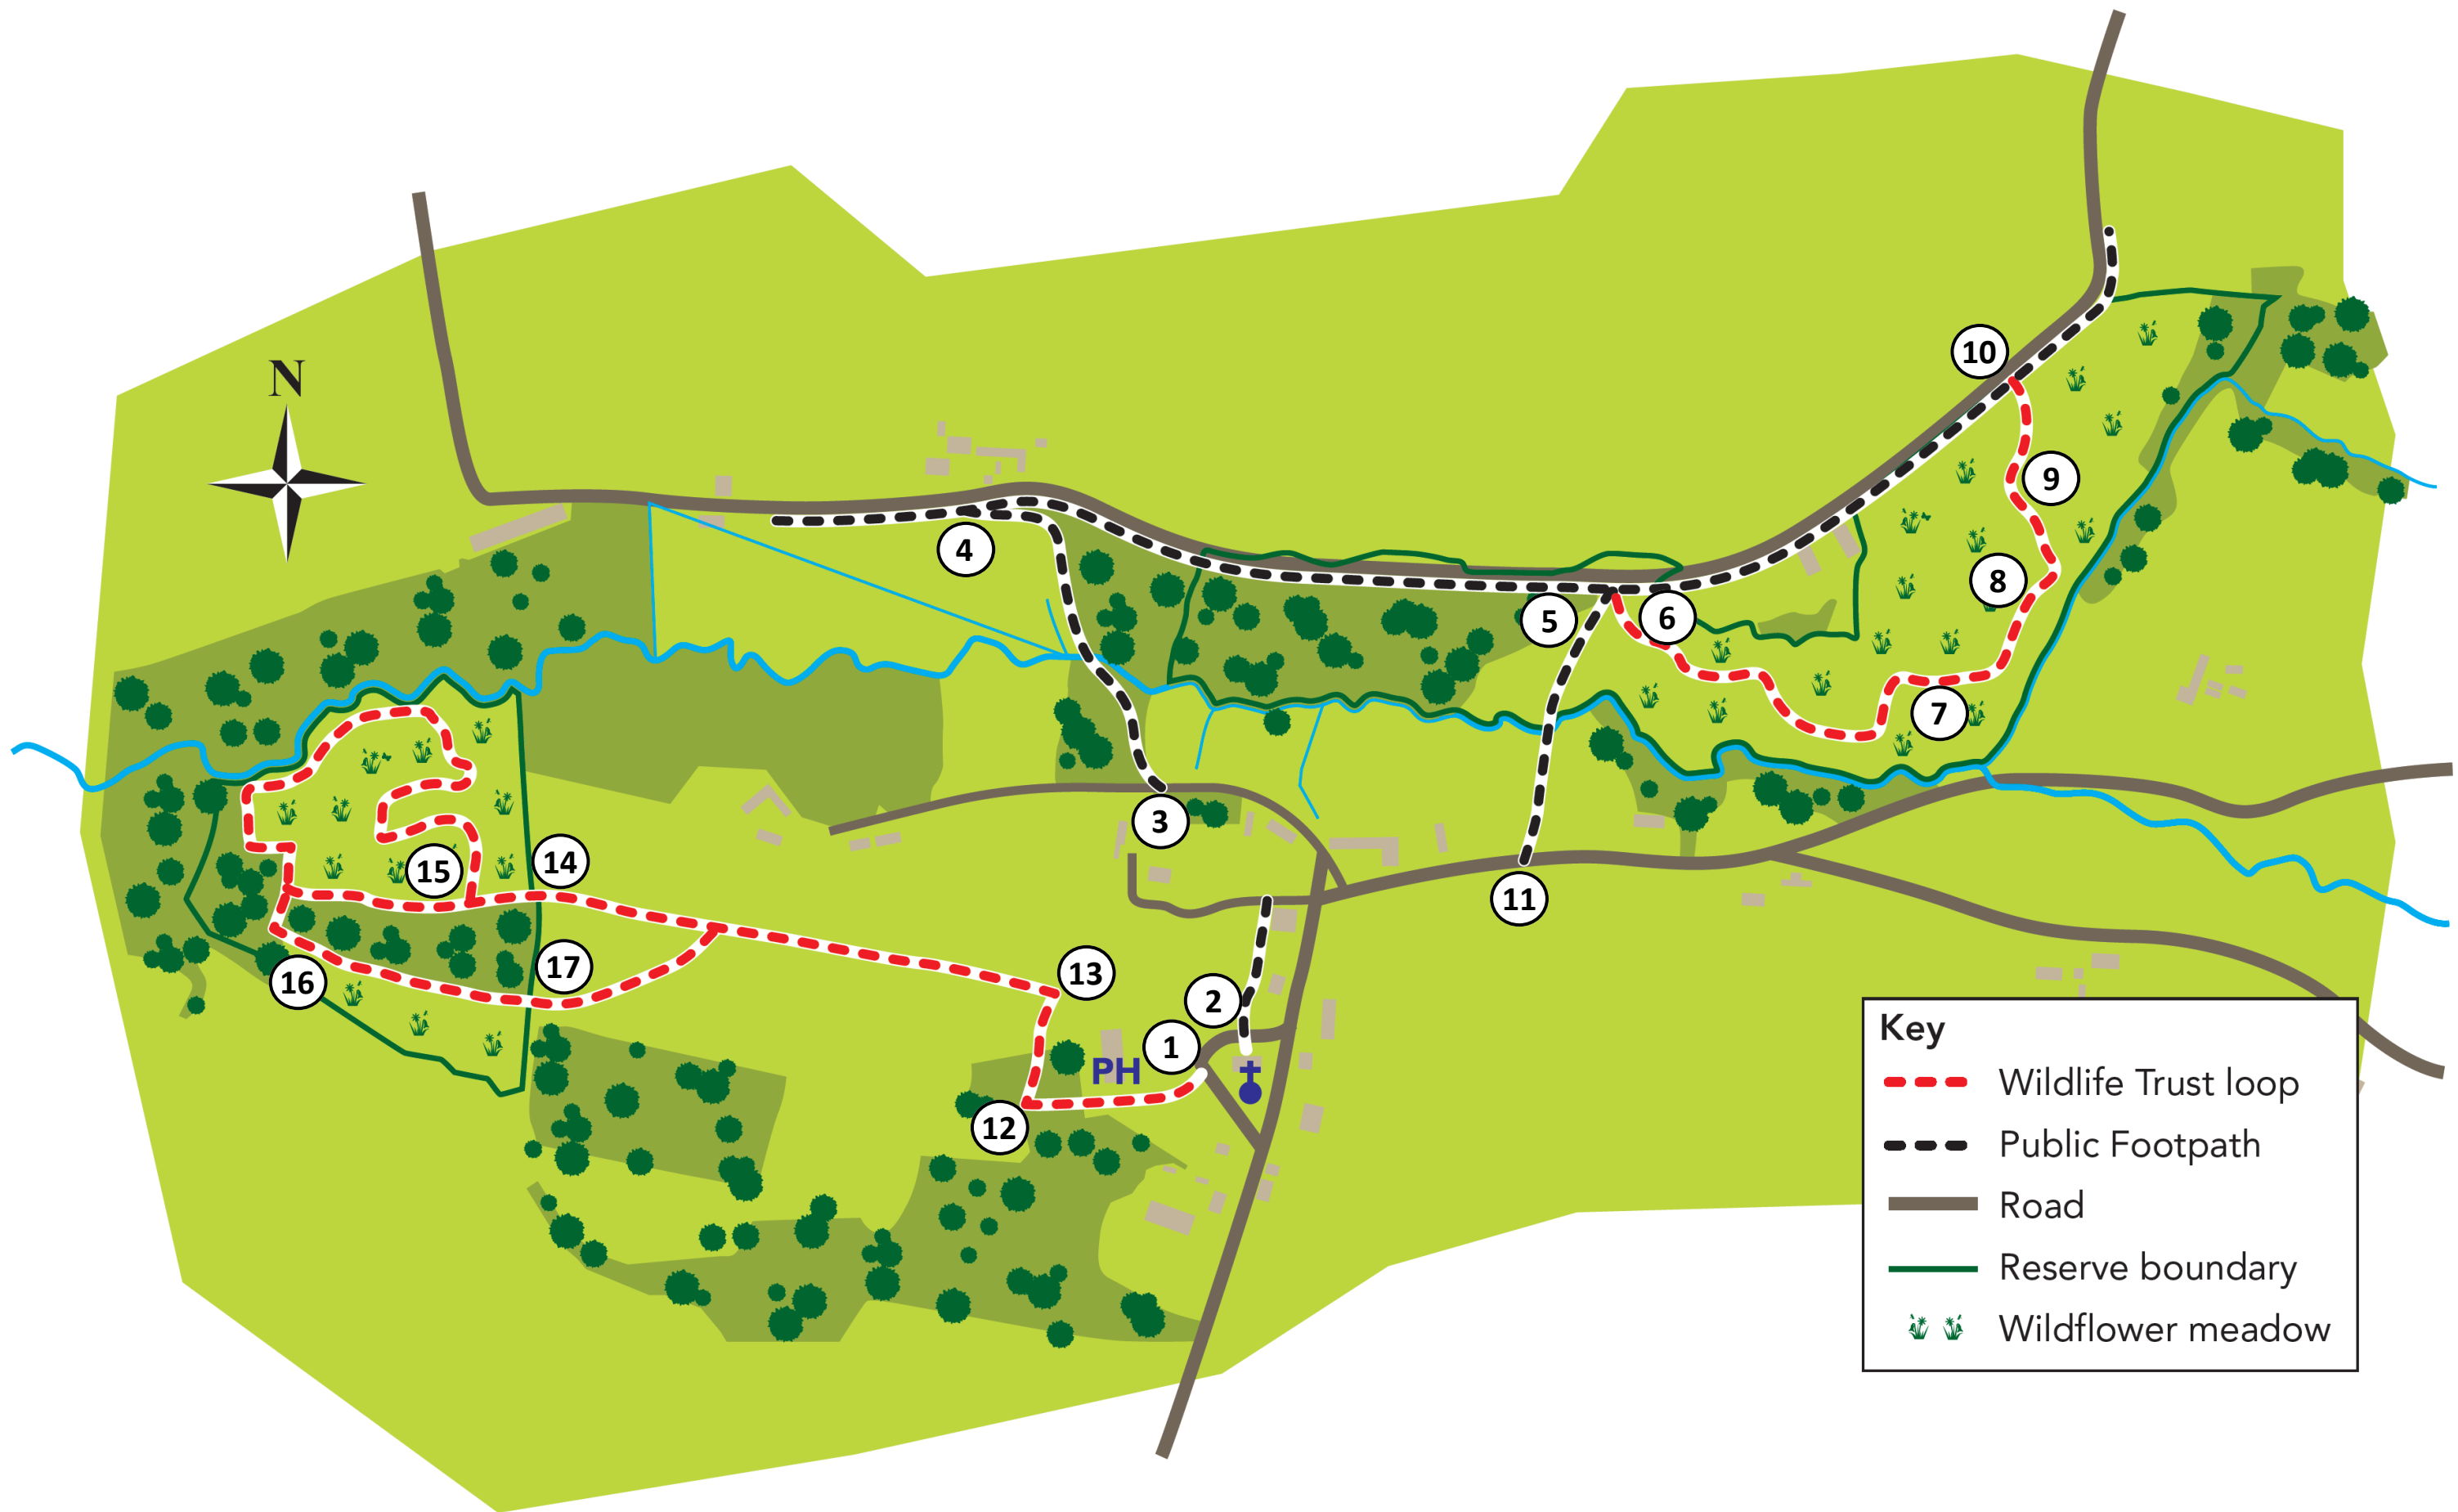 N
10
9
4
8
5
6
7
3
15
14
11
16
17
13
2
1
PH
12
Key
Wildlife Trust loop
Public Footpath
Road
Reserve boundary
Wildflower meadow